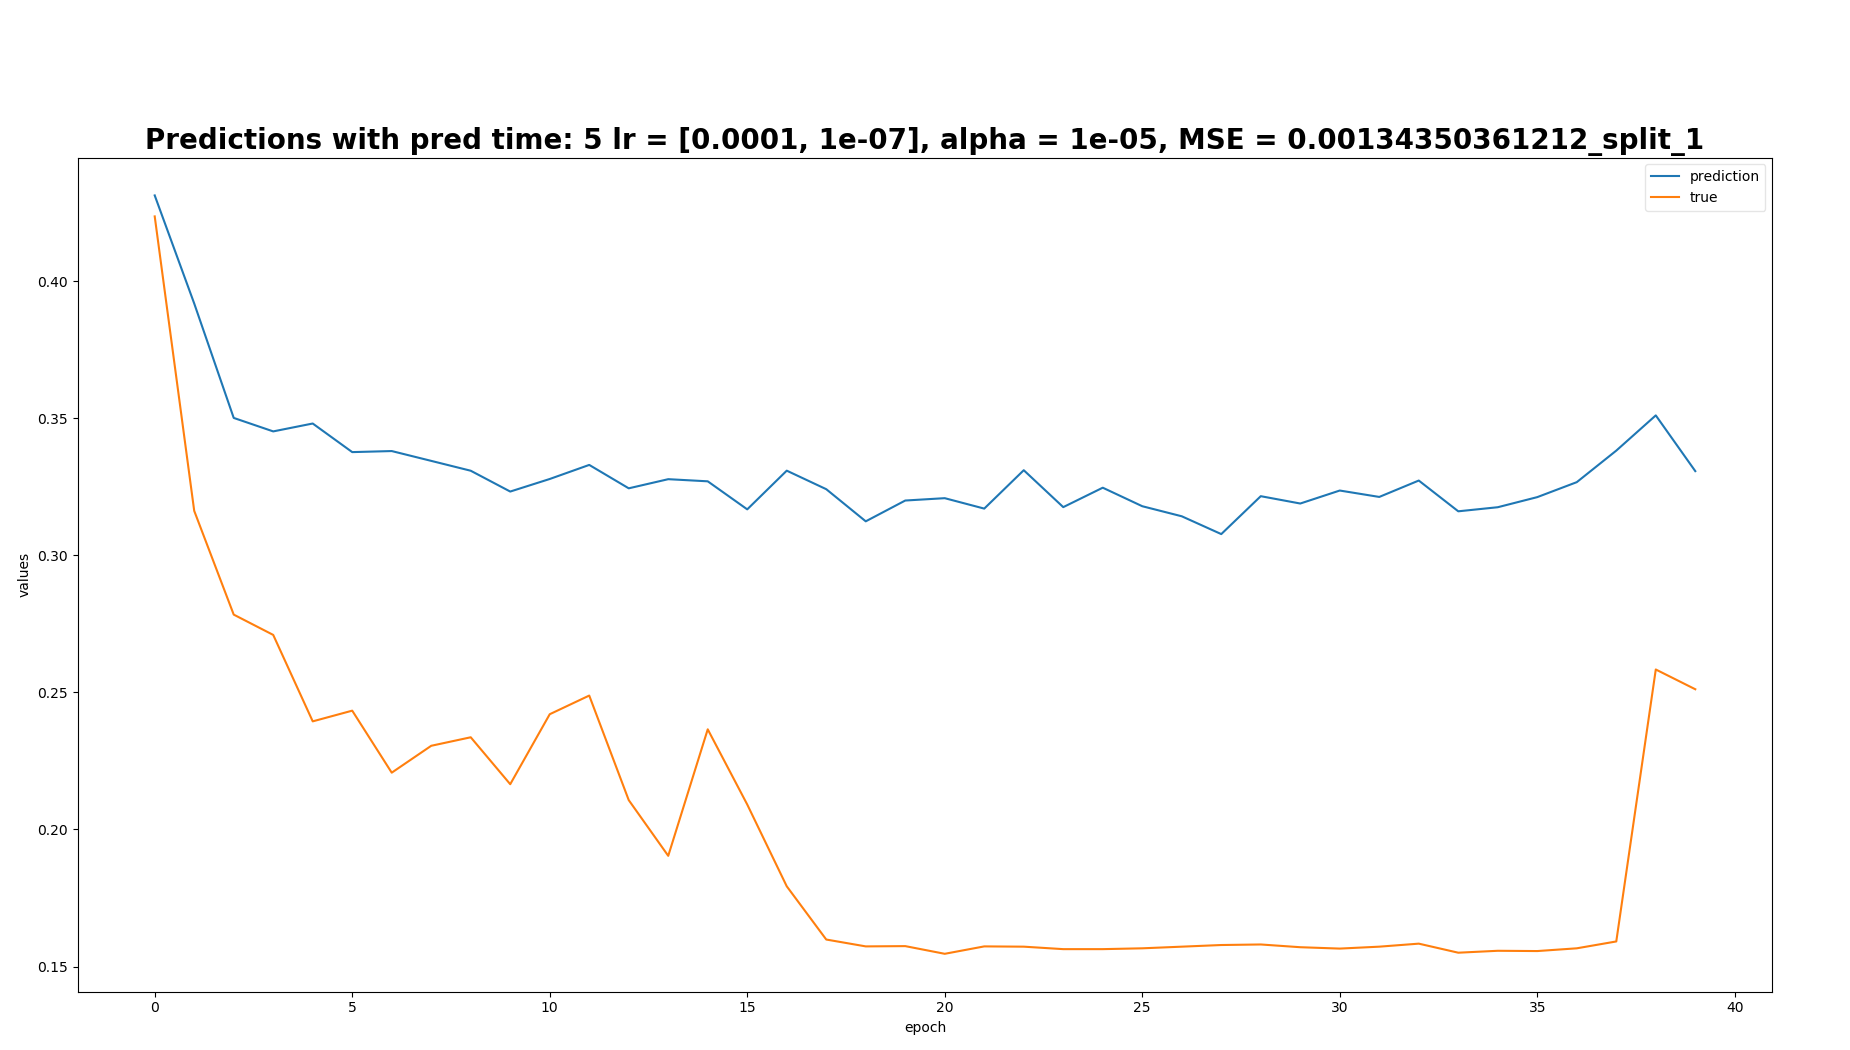 Predictions with pred time: 5 lr = [0.0001, 1e-07], alpha = 1e-05, MSE = 0.00134350361212_split_1
prediction
true
0.40
0.35
0.30
0.25
0.20
0.15
values
0 5 10 15 20 25 30 35 40
epoch